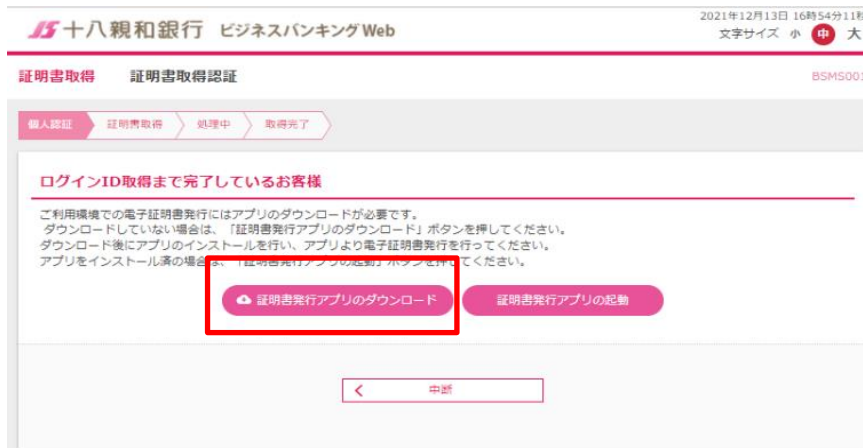 2021年12月13日 16時54分11秒
十八親和銀行 ビジネスバンキングWeb
文字サイズ 小 中 大
証明書取得 証明書取得認証
BSMS001
個人認証 証明書取得 処理中 取得完了
ログインID取得まで完了しているお客様
ご利用環境での電子証明書発行にはアプリのダウンロードが必要です。
ダウンロードしていない場合は、「証明書発行アプリのダウンロード」ボタンを押してください。
ダウンロード後にアプリのインストールを行い、アプリより電子証明書発行を行ってください。
アプリをインストール済の場合は、「証明書発行アプリの起動」ボタンを押してください。
証明書発行アプリのダウンロード 証明書発行アプリの起動
中断